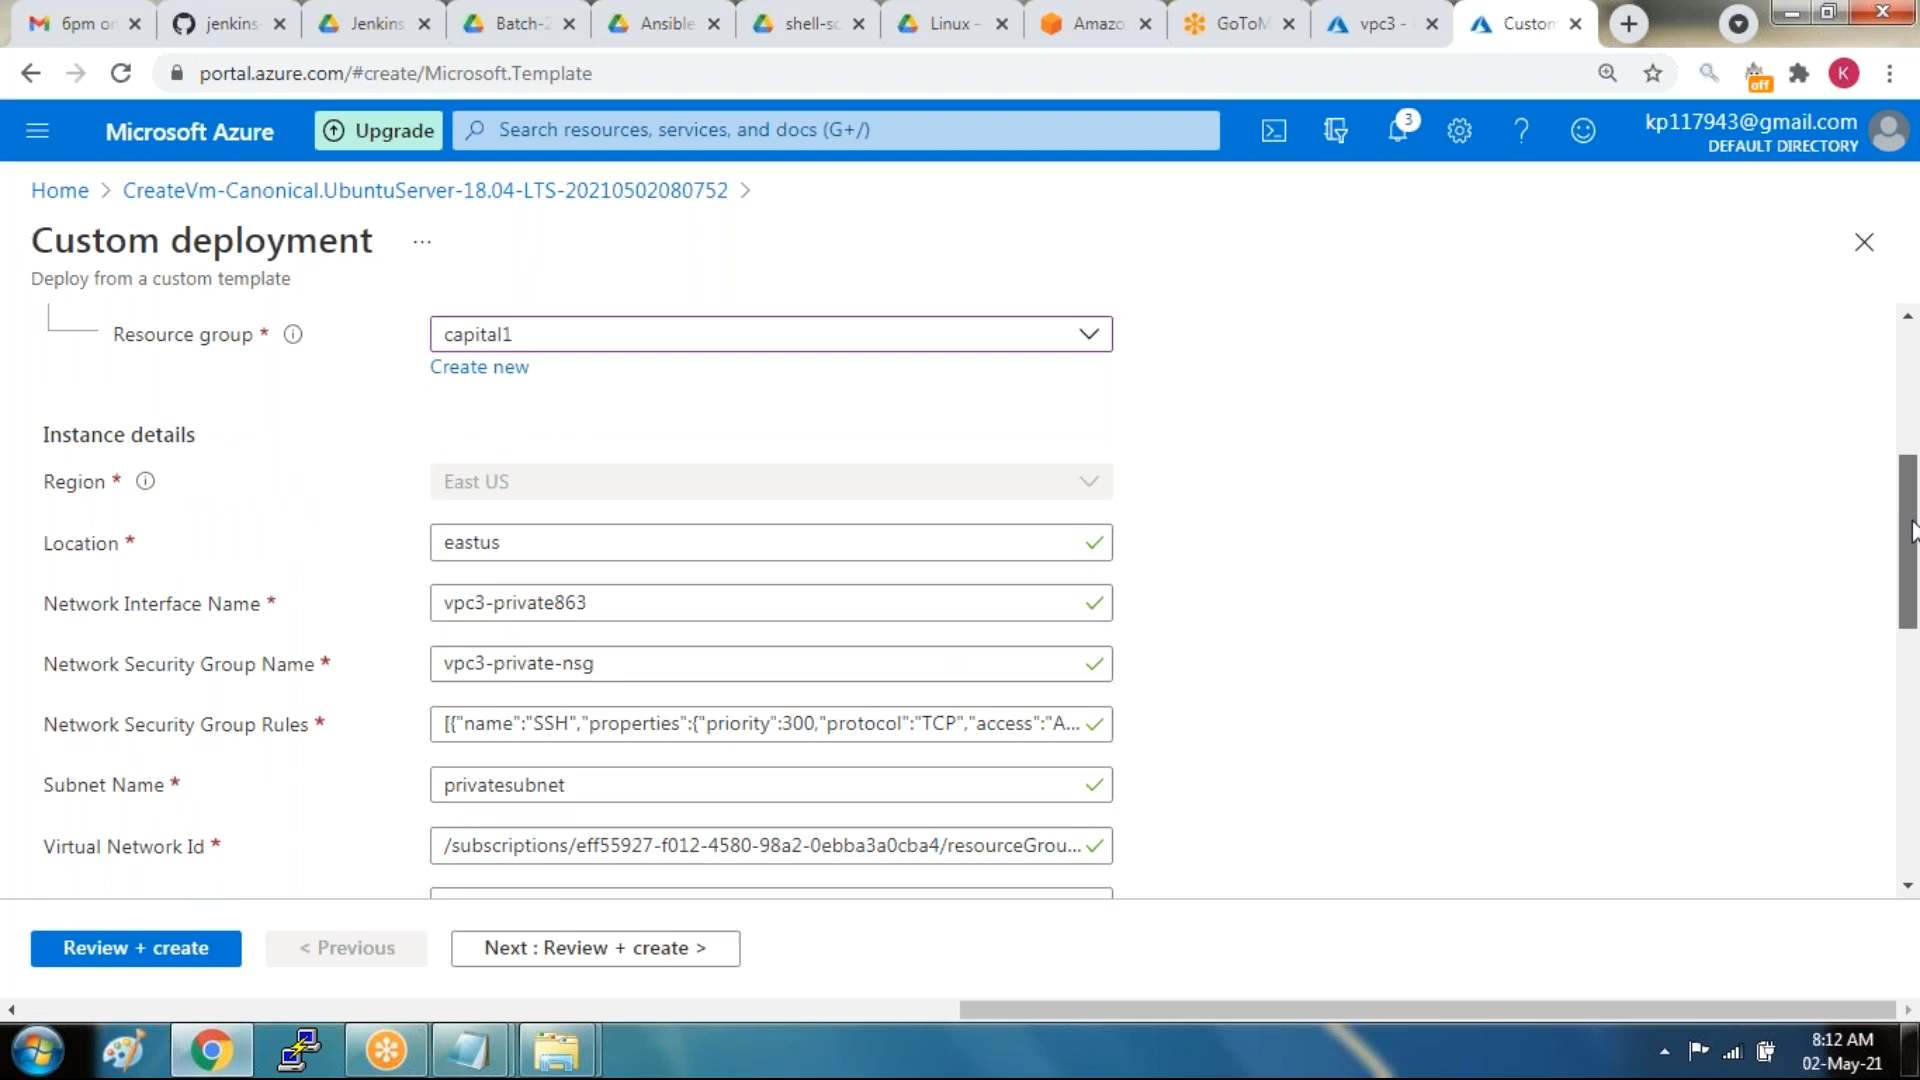 6pm on
jenkins
Jenkins
Batch-2
Ansible
shell-sc
Linux -
Amazo
GoToM
vpc3 -
Custom
portal.azure.com/#create/Microsoft.Template
off
K
Microsoft Azure
Upgrade
Search resources, services, and docs (G+/)
3
kp117943@gmail.com
DEFAULT DIRECTORY
Home > CreateVm-Canonical.UbuntuServer-18.04-LTS-20210502080752 >
Custom deployment ...
Deploy from a custom template
Resource group *
capital1
Create new
Instance details
Region *
East US
Location *
eastus
Network Interface Name *
vpc3-private863
Network Security Group Name *
vpc3-private-nsg
Network Security Group Rules *
[{"name":"SSH","properties":{"priority":300,"protocol":"TCP","access":"A...
Subnet Name *
privatesubnet
Virtual Network Id *
/subscriptions/eff55927-f012-4580-98a2-0ebba3a0cba4/resourceGrou...
Review + create
< Previous
Next : Review + create >
8:12 AM
02-May-21